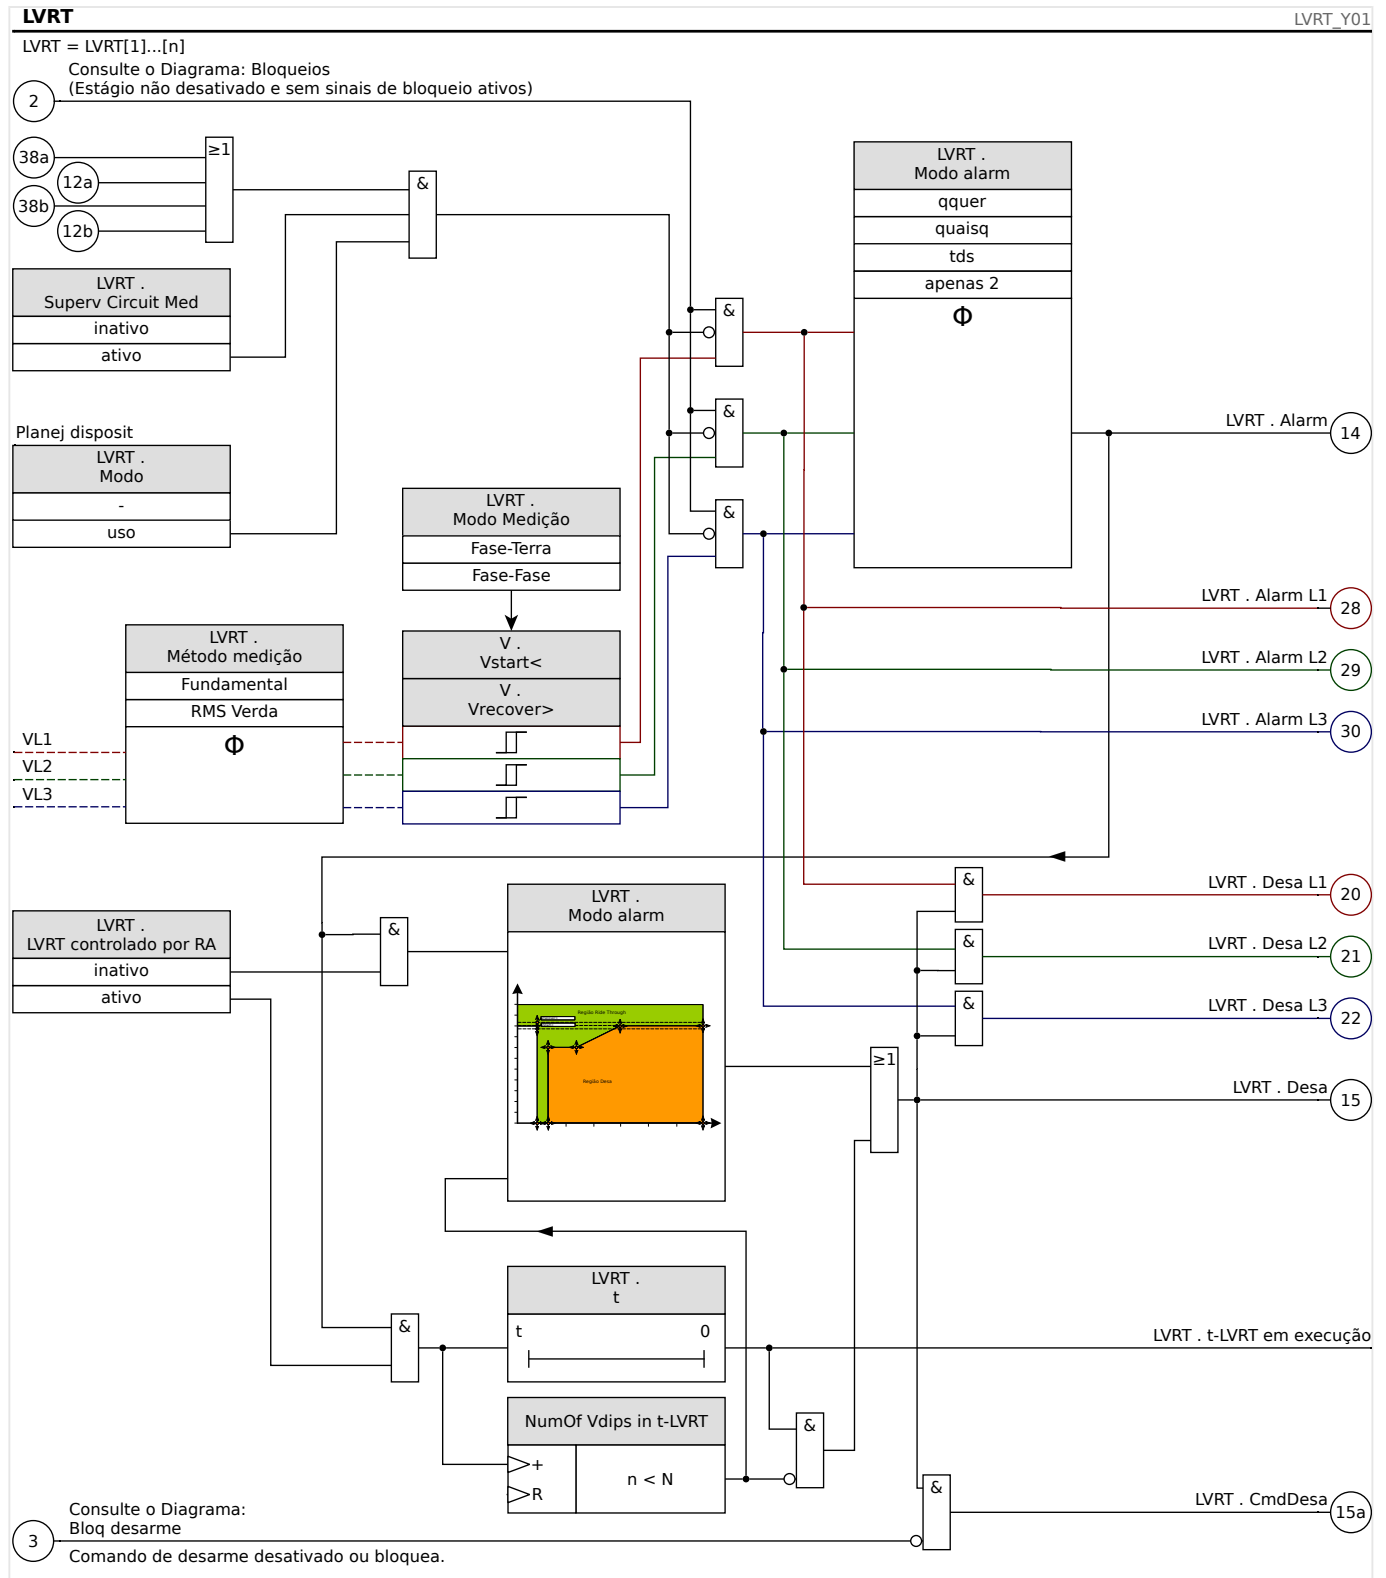 LVRT
LVRT_Y01
LVRT = LVRT[1]...[n]
Consulte o Diagrama: Bloqueios
(Estágio não desativado e sem sinais de bloqueio ativos)
2
38a
12a
38b
12b
≥1
&
LVRT .
Superv Circuit Med
inativo
ativo
Planej disposit
LVRT .
Modo
-
uso
LVRT .
Modo Medição
Fase-Terra
Fase-Fase
&
&
&
LVRT .
Modo alarm
qquer
quaisq
tds
apenas 2
Φ
LVRT . Alarm
14
LVRT . Alarm L1
28
LVRT . Alarm L2
29
LVRT . Alarm L3
30
LVRT .
Método medição
Fundamental
RMS Verda
Φ
VL1
VL2
VL3
V .
Vstart<
V .
Vrecover>
LVRT .
LVRT controlado por RA
inativo
ativo
&
LVRT .
Modo alarm
Região Ride Through
Região Desa
&
LVRT . Desa L1
20
&
LVRT . Desa L2
21
&
LVRT . Desa L3
22
≥1
LVRT . Desa
15
&
LVRT .
t
t
0
LVRT . t-LVRT em execução
NumOf Vdips in t-LVRT
+
R
n < N
&
&
LVRT . CmdDesa
15a
Consulte o Diagrama:
Bloq desarme
3
Comando de desarme desativado ou bloquea.